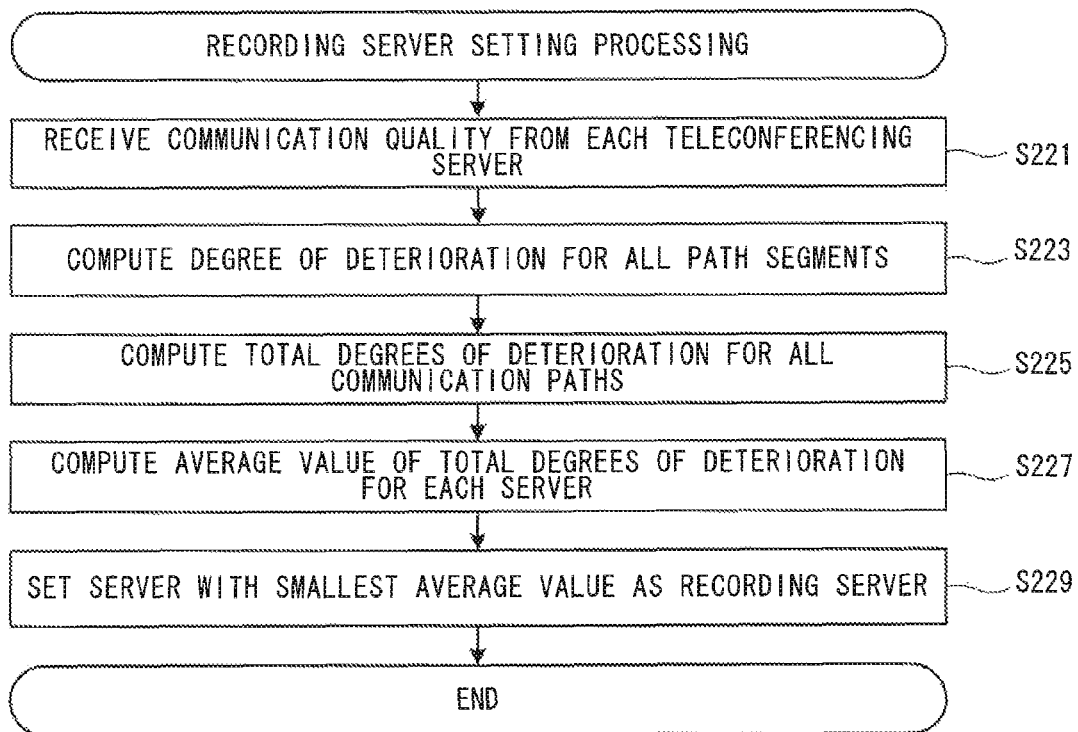 RECORDING SERVER SETTING PROCESSING
RECEIVE COMMUNICATION QUALITY FROM EACH TELECONFERENCING
SERVER
S221
COMPUTE DEGREE OF DETERIORATION FOR ALL PATH SEGMENTS
S223
COMPUTE TOTAL DEGREES OF DETERIORATION FOR ALL
COMMUNICATION PATHS
S225
COMPUTE AVERAGE VALUE OF TOTAL DEGREES OF DETERIORATION
FOR EACH SERVER
S227
SET SERVER WITH SMALLEST AVERAGE VALUE AS RECORDING SERVER
S229
END